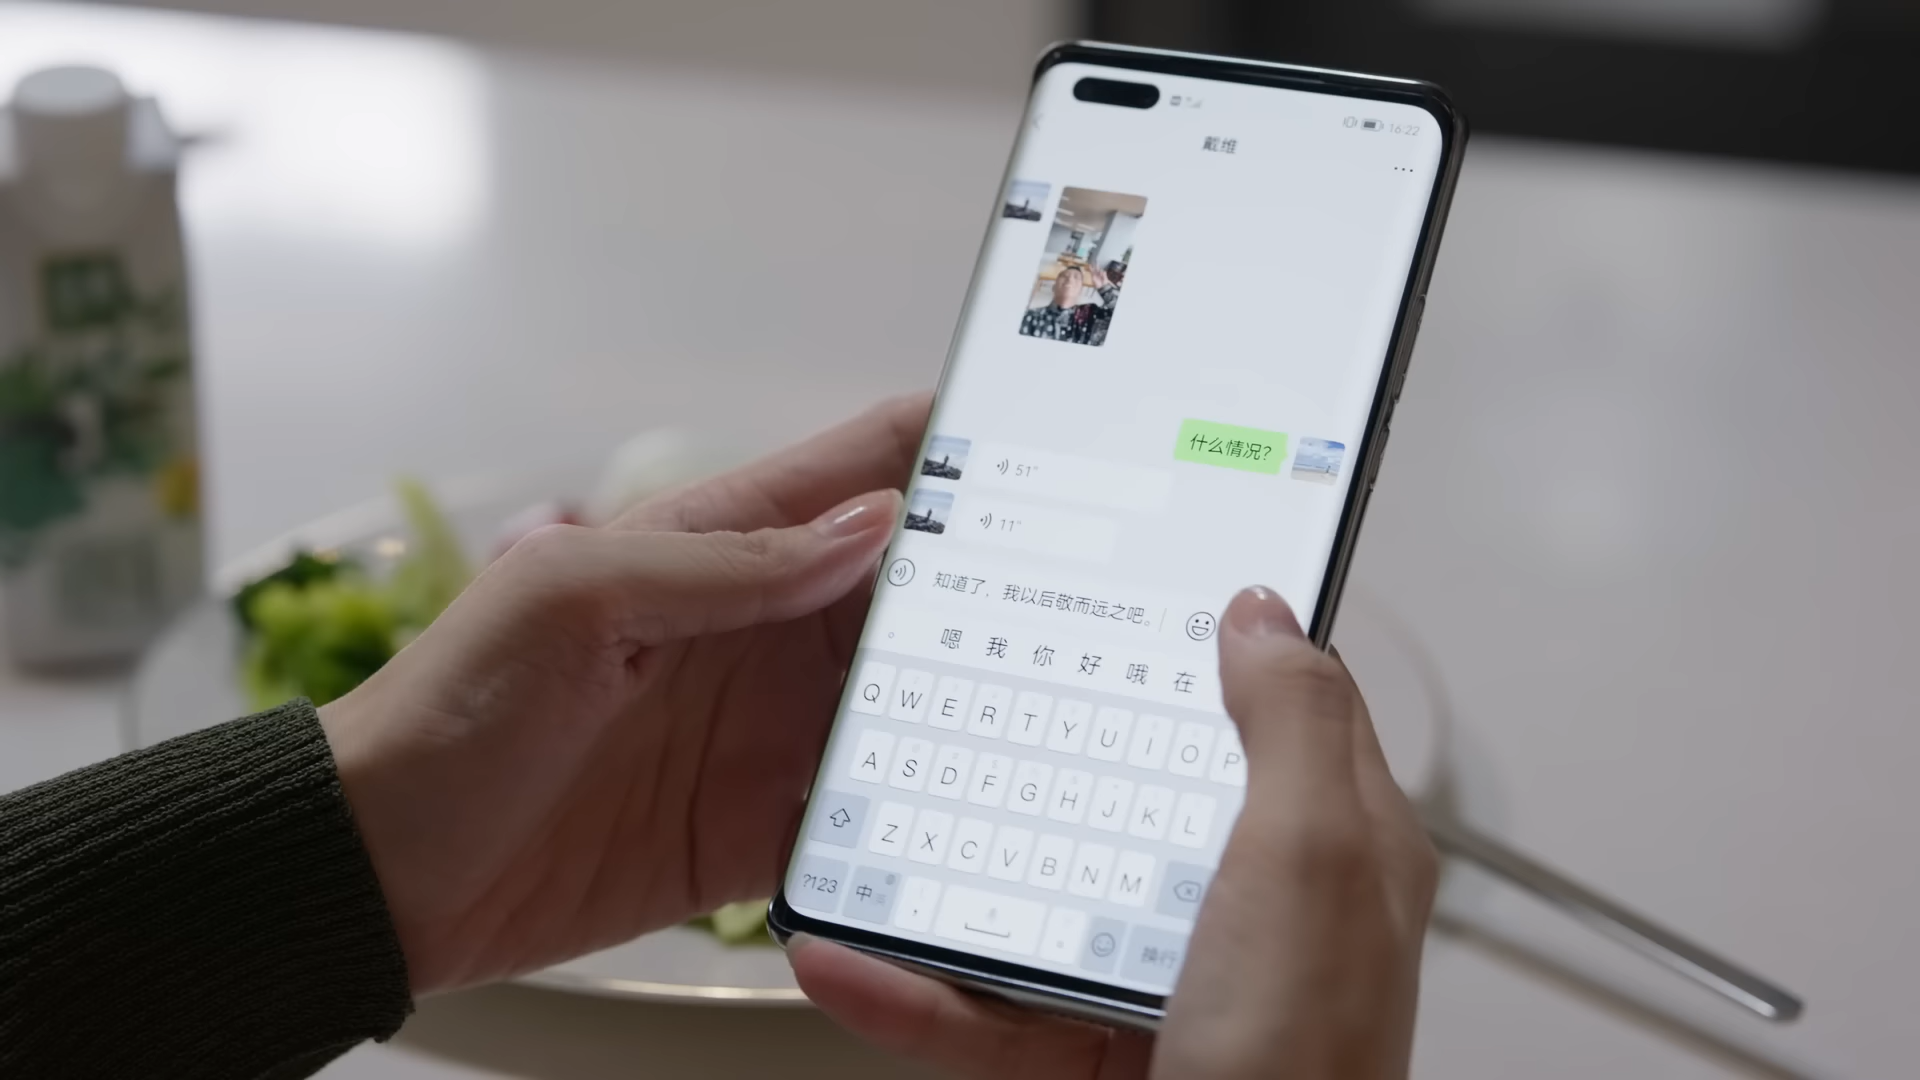 16:22
戴维
什么情况?
51"
11"
知道了，我以后敬而远之吧。
。 嗯 我 你 好 哦 在
Q W E R T Y U I O P
A S D F G H J K L
Z X C V B N M
?123 中 , 。 换行